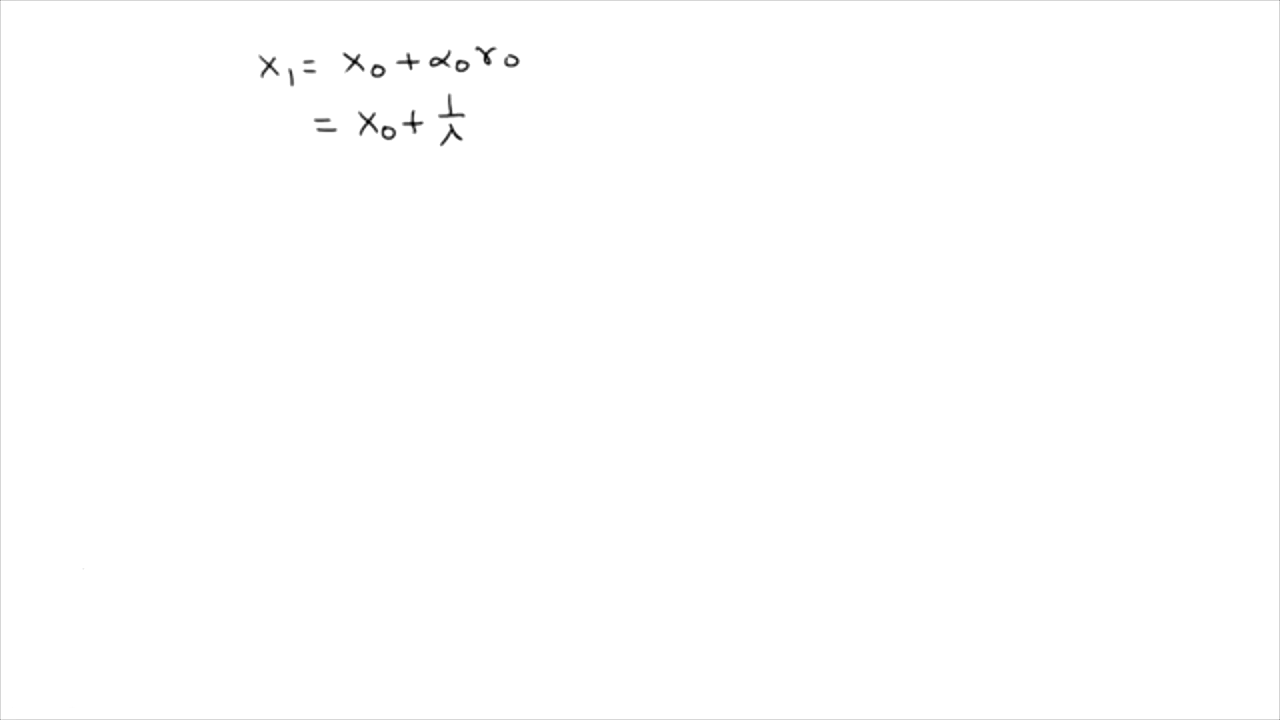 x₁ = x₀ + α₀r₀
= x₀ + 1/λ